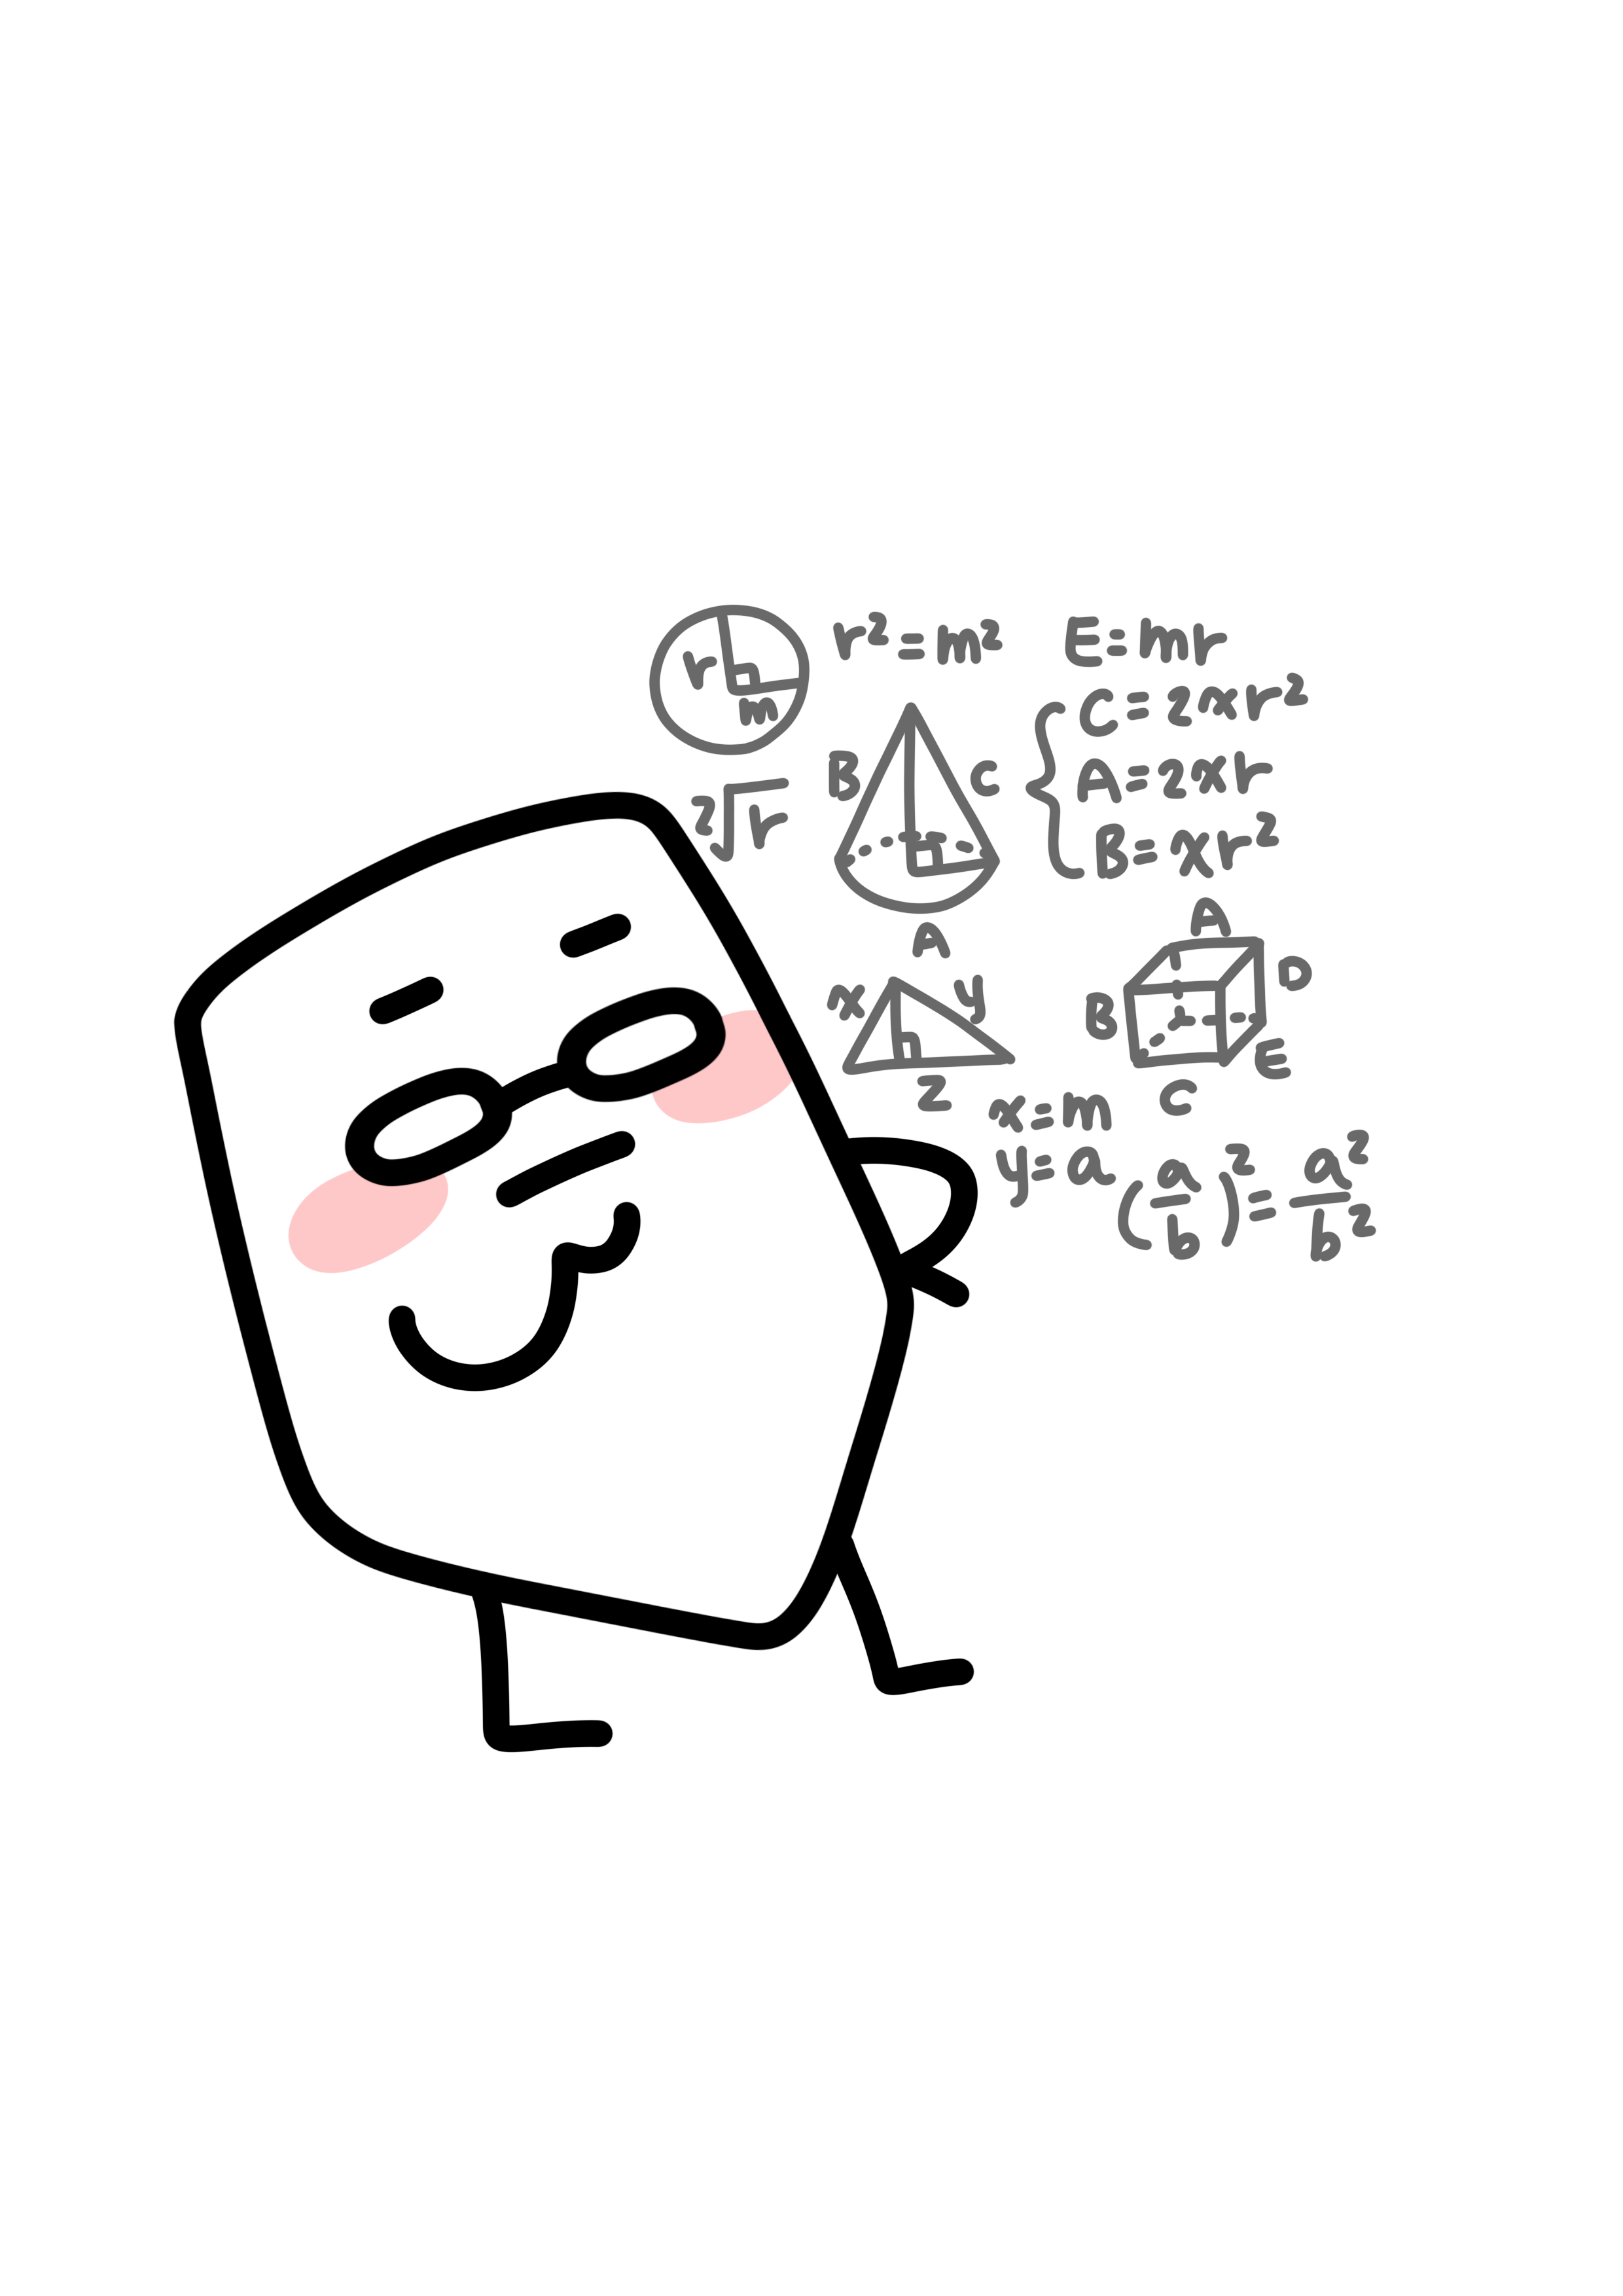 r² = m²
E = mr
r
m
C = 2xr²
B
C
A = 2xr
2√r
B = xr²
A
A
x
y
B
D
z
E
x = m
C
y = a
(a/b)² = a²/b²